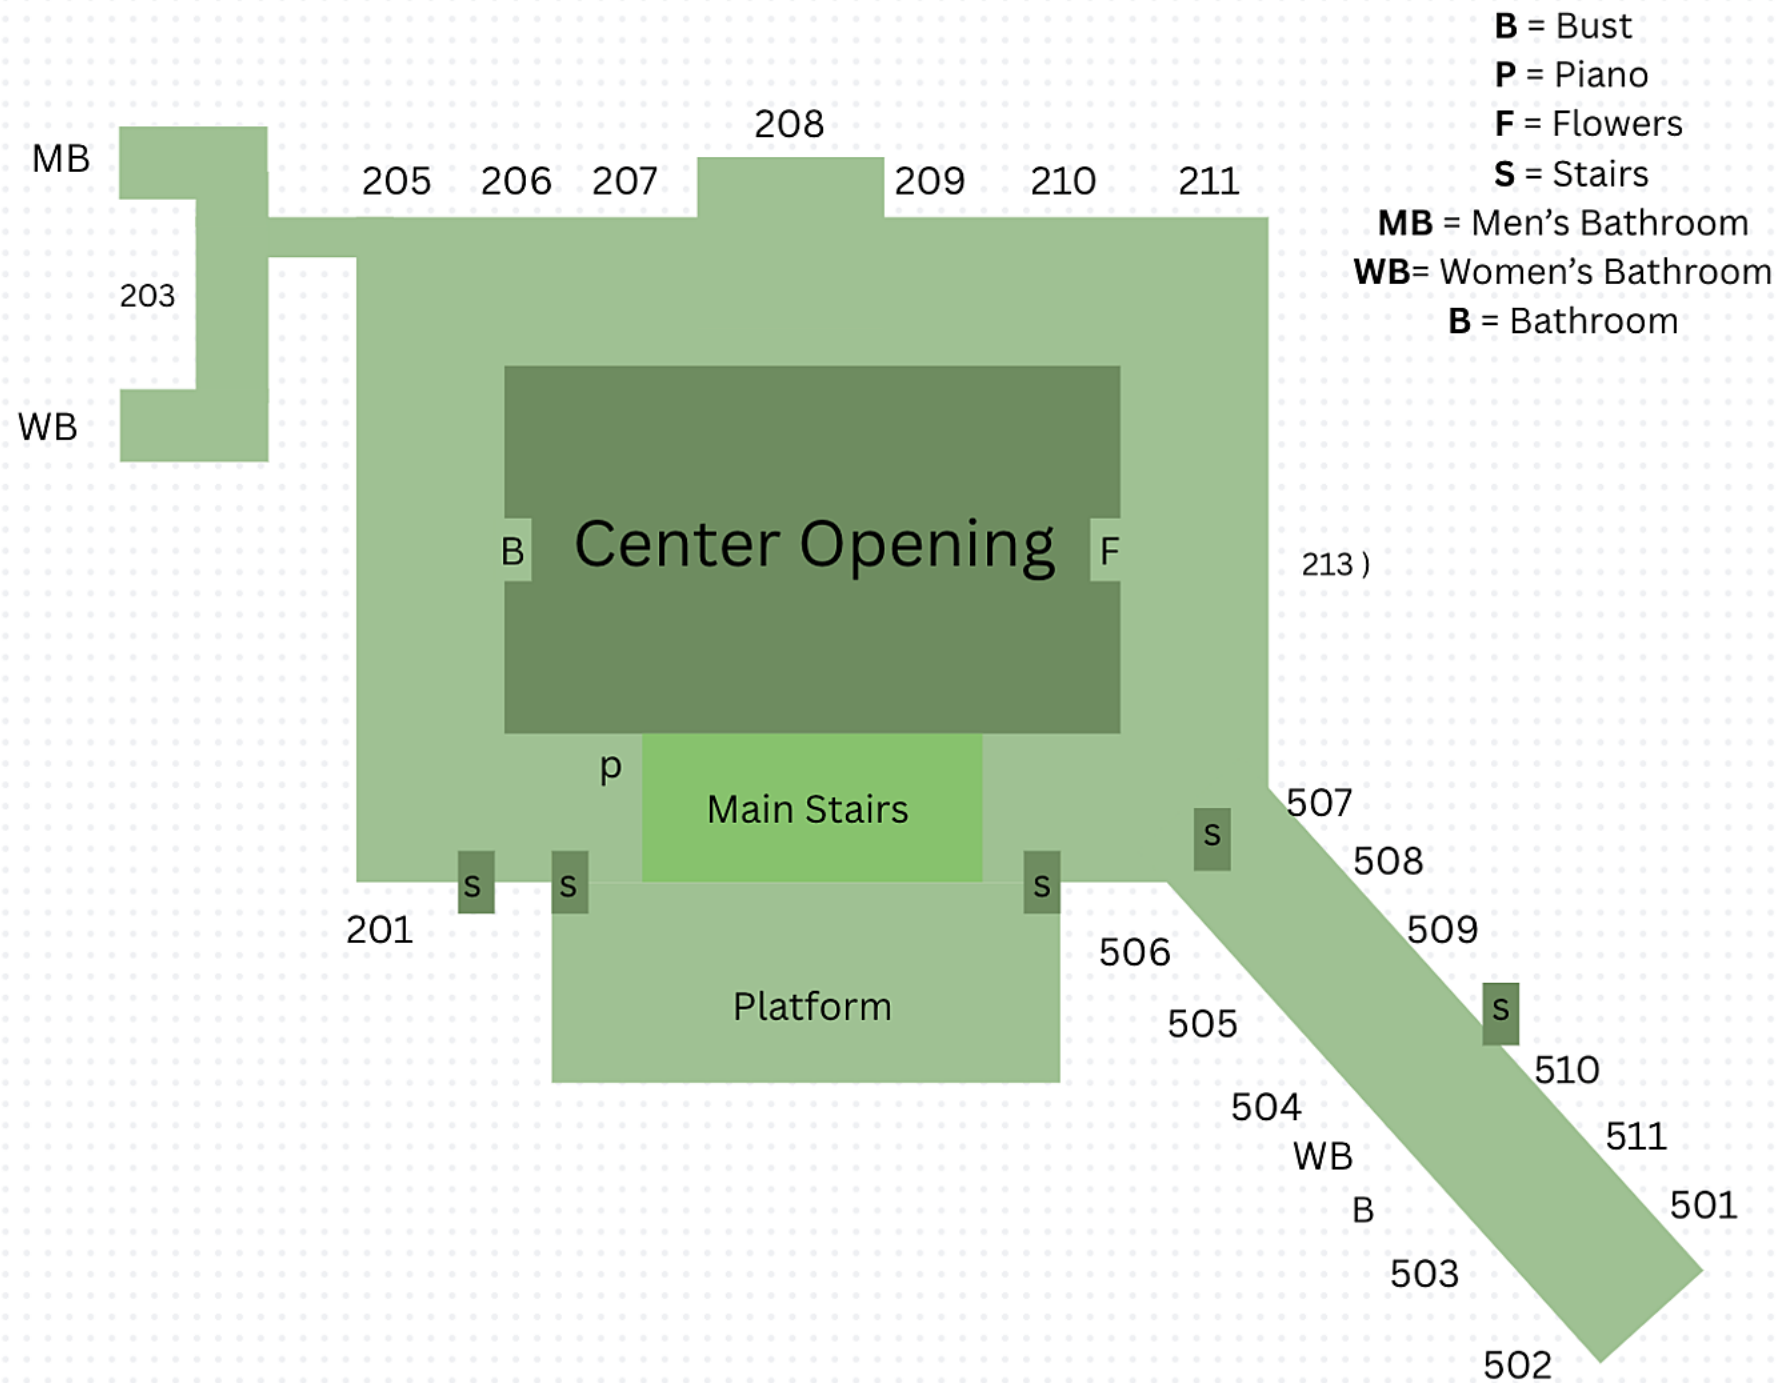 B = Bust
P = Piano
F = Flowers
S = Stairs
MB = Men's Bathroom
WB= Women's Bathroom
B = Bathroom
208
MB
205 206 207 209 210 211
203
WB
B Center Opening F
213 )
p
Main Stairs
S
507
508
S S S
201
509
506
Platform
S
505
510
504
511
WB
501
B
503
502